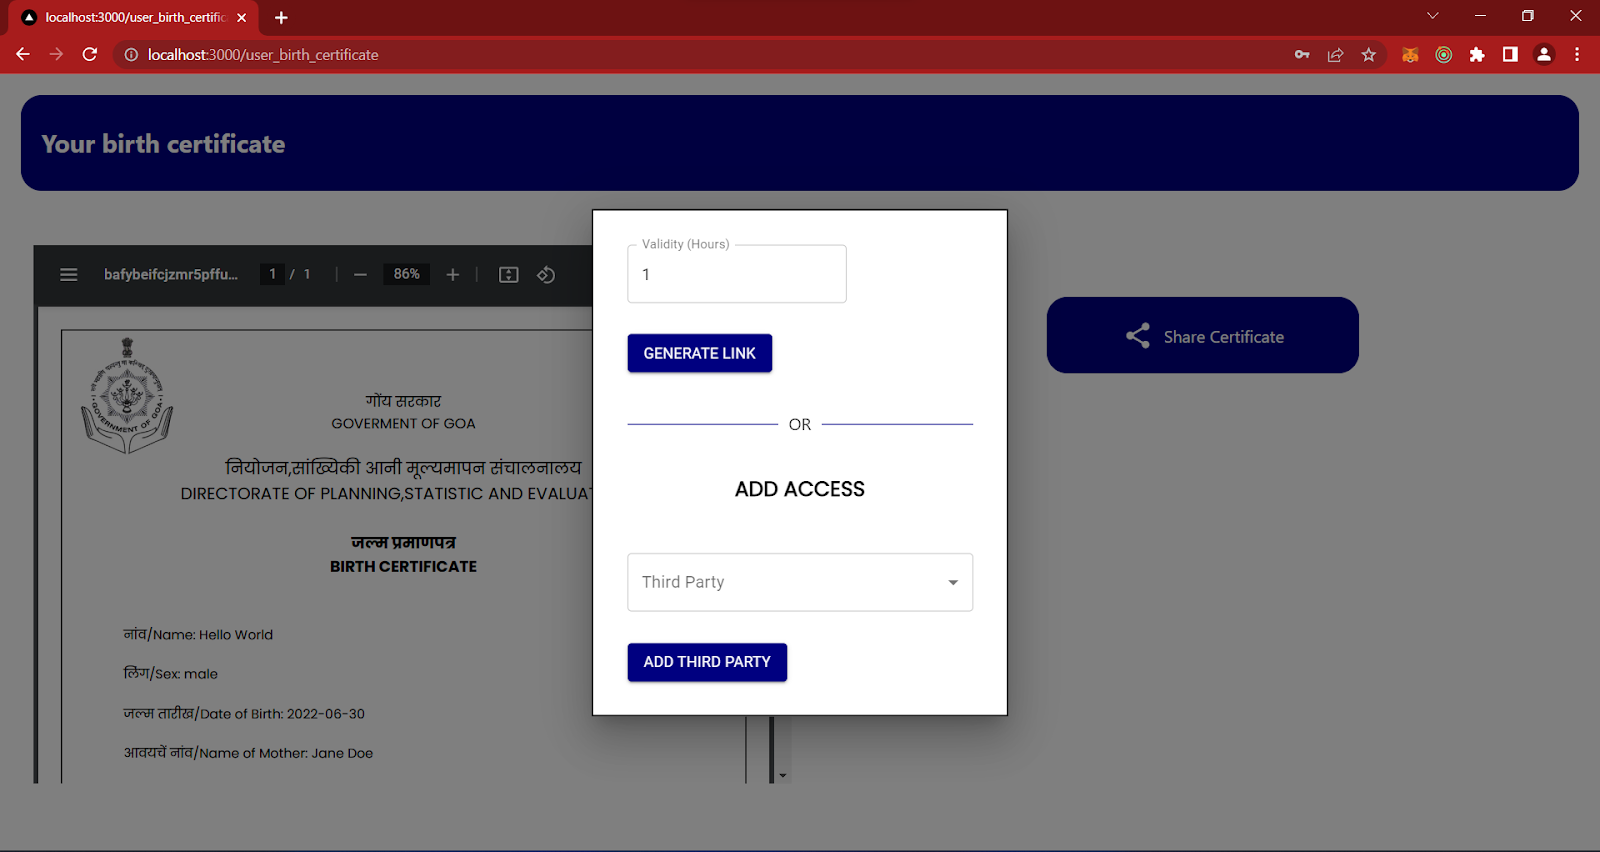 localhost:3000/user_birth_certific
localhost:3000/user_birth_certificate
Your birth certificate
bafybeifcjzmr5pffu...
1 / 1
86%
GOVERNMENT OF GOA
गोंय सरकार
GOVERMENT OF GOA
नियोजन,सांख्यिकी आनी मूल्यमापन संचालनालय
DIRECTORATE OF PLANNING,STATISTIC AND EVALUAT
जल्म प्रमाणपत्र
BIRTH CERTIFICATE
नांव/Name: Hello World
लिंग/Sex: male
जल्म तारीख/Date of Birth: 2022-06-30
आवयचें नांव/Name of Mother: Jane Doe
Validity (Hours)
1
GENERATE LINK
OR
ADD ACCESS
Third Party
ADD THIRD PARTY
Share Certificate